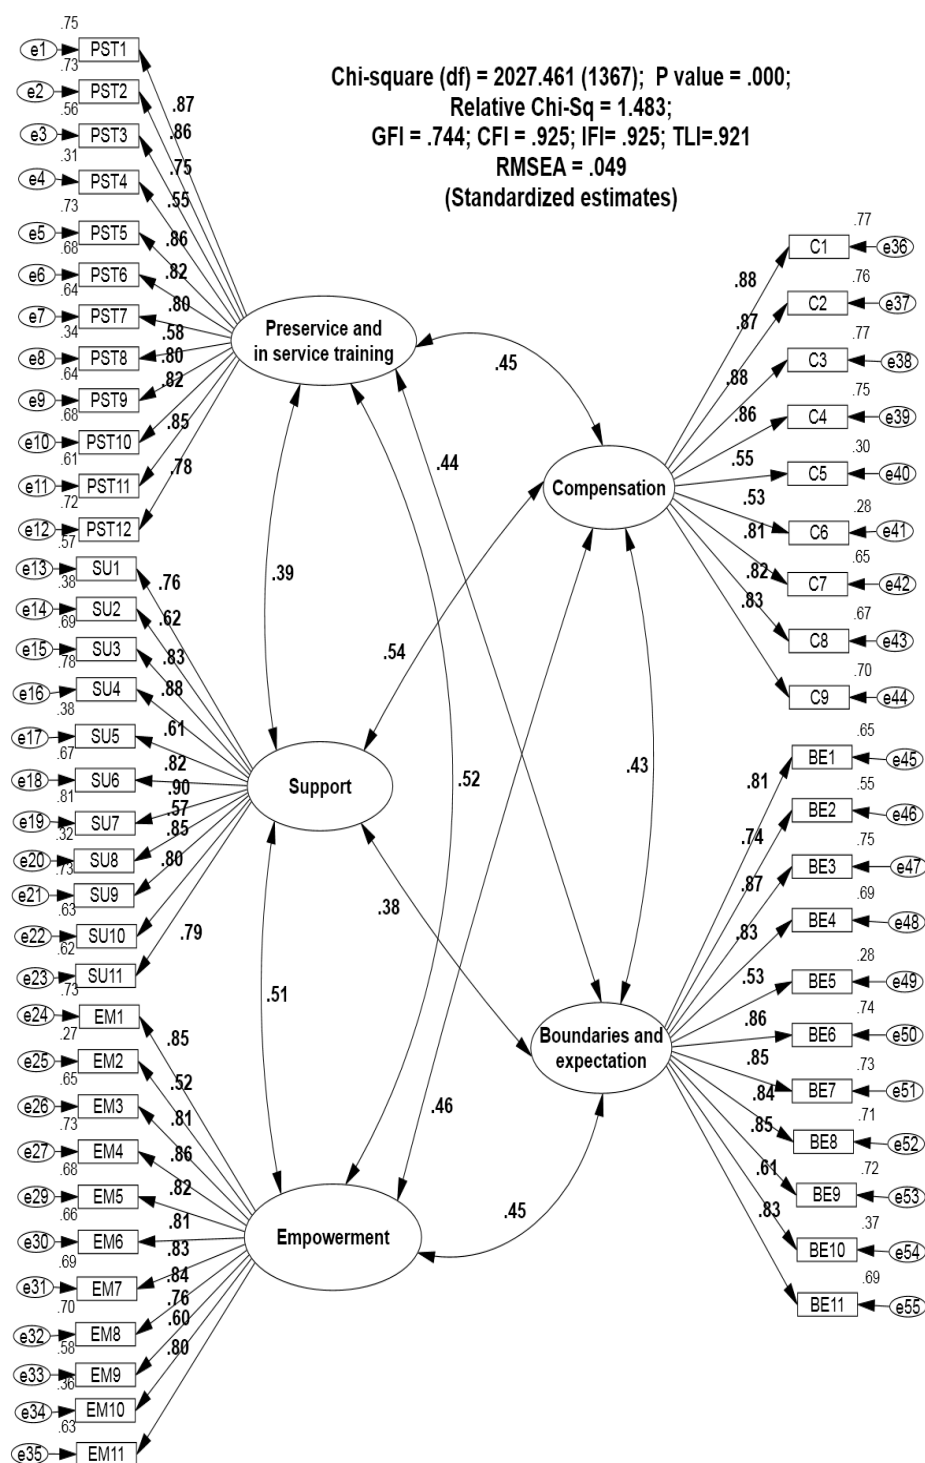 Chi-square (df) = 2027.461 (1367);  P value = .000;
Relative Chi-Sq = 1.483;
GFI = .744; CFI = .925; IFI= .925; TLI=.921
RMSEA = .049
(Standardized estimates)
.75
e1 PST1
.73
e2 PST2
.56
e3 PST3
.31
e4 PST4
.73
e5 PST5
.68
e6 PST6
.64
e7 PST7
.34
e8 PST8
.64
e9 PST9
.68
e10 PST10
.61
e11 PST11
.72
e12 PST12
.87
.86
.75
.55
.86
.82
.80
.58
.80
.82
.85
.78
Preservice and
in service training
.57
e13 SU1
.38
e14 SU2
.69
e15 SU3
.78
e16 SU4
.38
e17 SU5
.67
e18 SU6
.81
e19 SU7
.32
e20 SU8
.73
e21 SU9
.63
e22 SU10
.62
e23 SU11
.76
.62
.83
.88
.61
.82
.90
.57
.85
.80
.79
Support
.73
e24 EM1
.27
e25 EM2
.65
e26 EM3
.73
e27 EM4
.68
e29 EM5
.66
e30 EM6
.69
e31 EM7
.70
e32 EM8
.58
e33 EM9
.36
e34 EM10
.63
e35 EM11
.85
.52
.81
.86
.82
.81
.83
.84
.76
.60
.80
Empowerment
.45
.44
.39
.54
.52
.43
.38
.51
.46
.45
Compensation
.88
.87
.88
.86
.55
.53
.81
.82
.83
.77
C1 e36
.76
C2 e37
.77
C3 e38
.75
C4 e39
.30
C5 e40
.28
C6 e41
.65
C7 e42
.67
C8 e43
.70
C9 e44
Boundaries and
expectation
.81
.74
.87
.83
.53
.86
.85
.84
.85
.61
.83
.65
BE1 e45
.55
BE2 e46
.75
BE3 e47
.69
BE4 e48
.28
BE5 e49
.74
BE6 e50
.73
BE7 e51
.71
BE8 e52
.72
BE9 e53
.37
BE10 e54
.69
BE11 e55